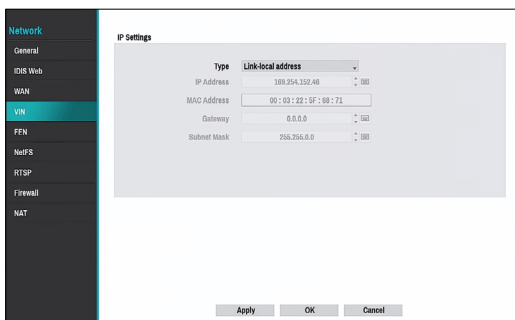 Network
General
IDIS Web
WAN
VIN
FEN
NetFS
RTSP
Firewall
NAT
IP Settings
Type Link-local address
IP Address 169.254.152.46
MAC Address 00 : 03 : 22 : 5F : 68 : 71
Gateway 0.0.0.0
Subnet Mask 255.255.0.0
Apply OK Cancel